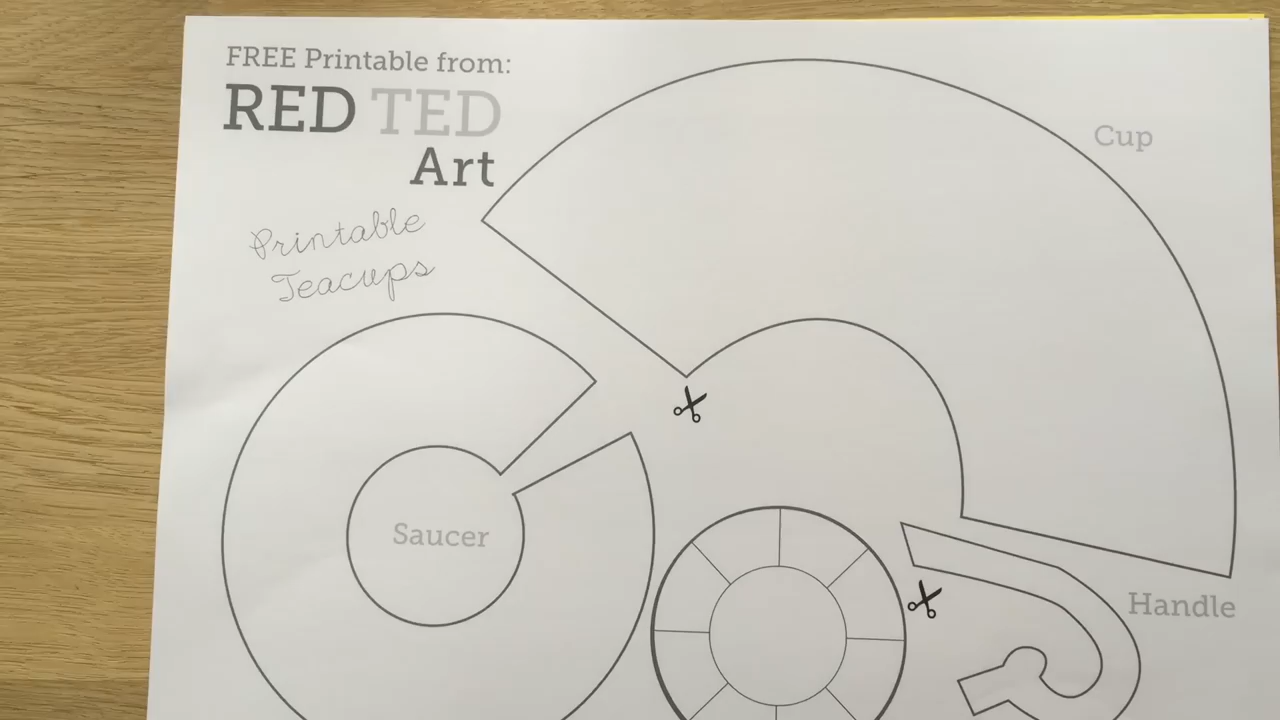 FREE Printable from:
RED TED
Art
Printable
Teacups
Cup
Saucer
Handle